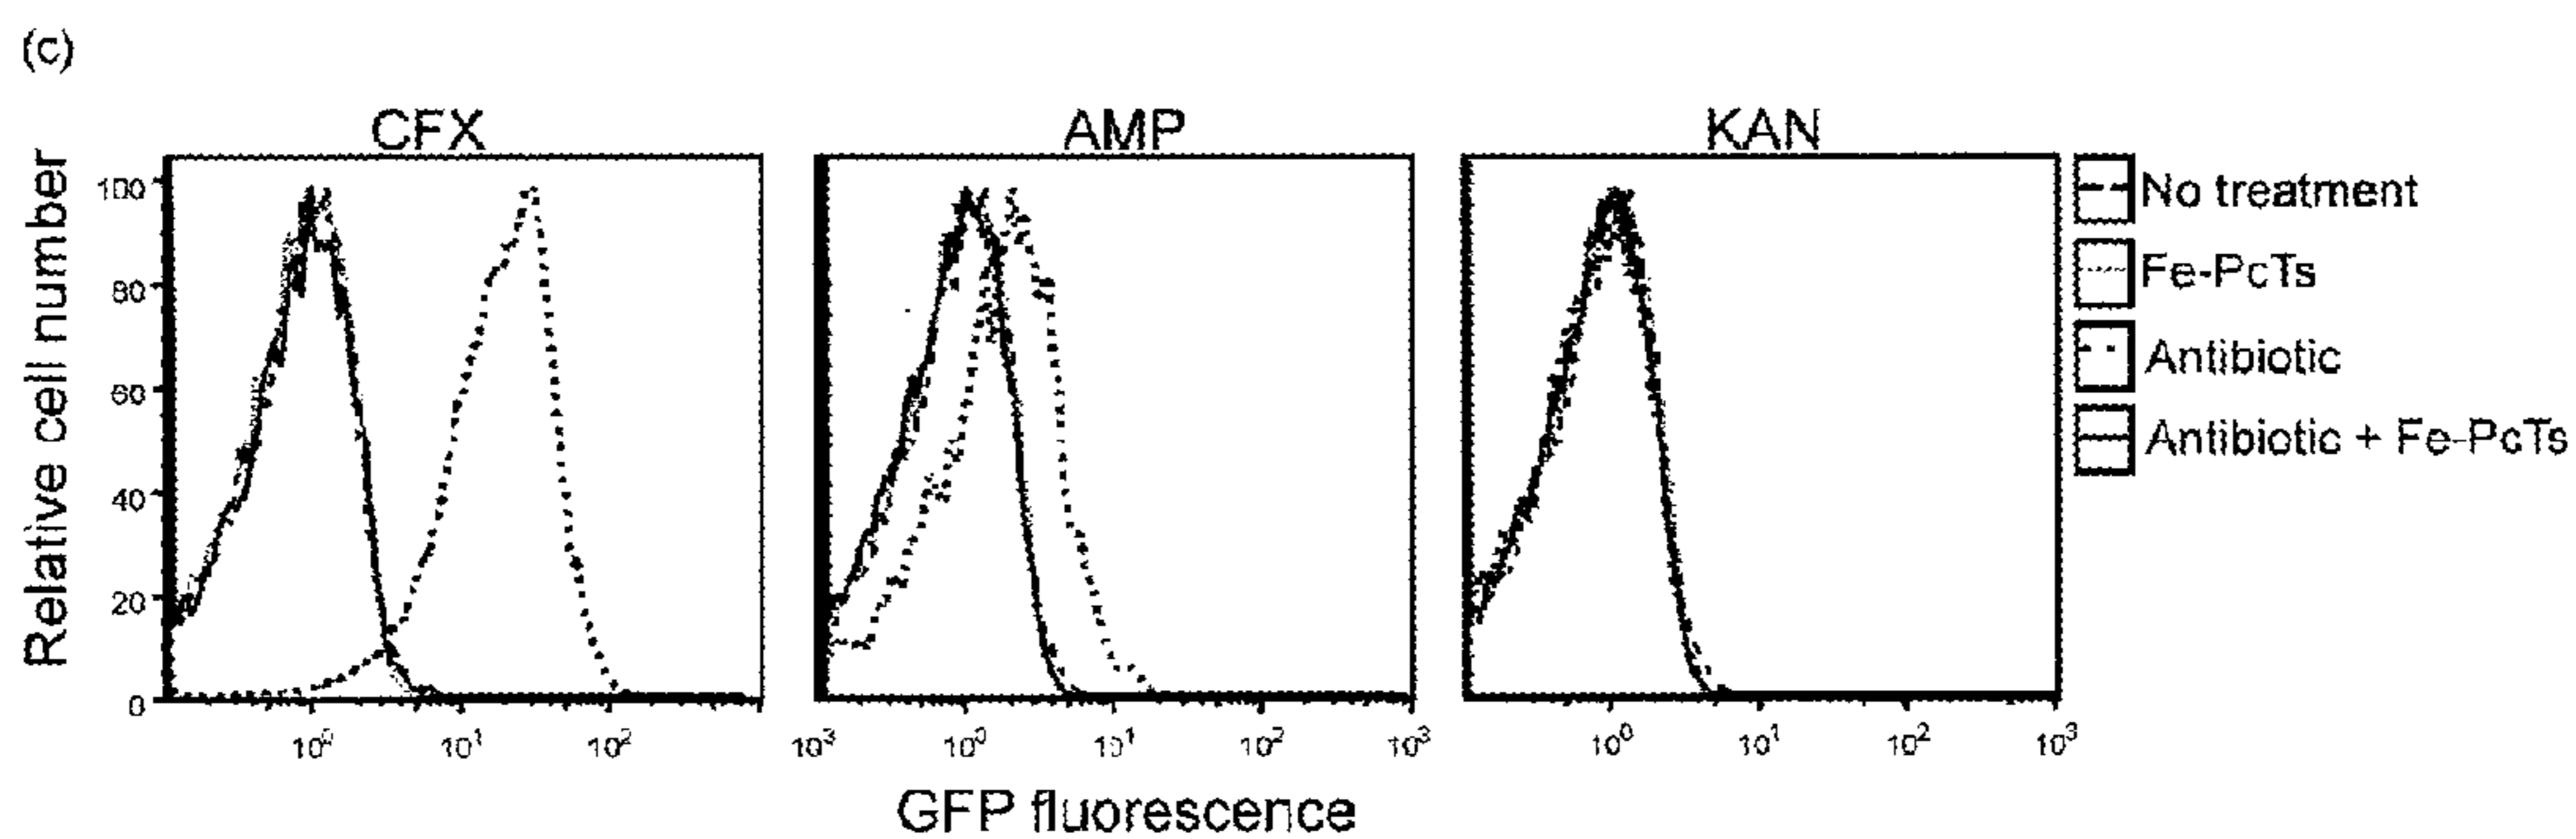 (c)
CFX
AMP
KAN
Relative cell number
100
80
60
40
20
0
10⁰ 10¹ 10² 10³ 10⁰ 10¹ 10² 10³ 10⁰ 10¹ 10² 10³
GFP fluorescence
No treatment
Fe-PcTs
Antibiotic
Antibiotic + Fe-PcTs